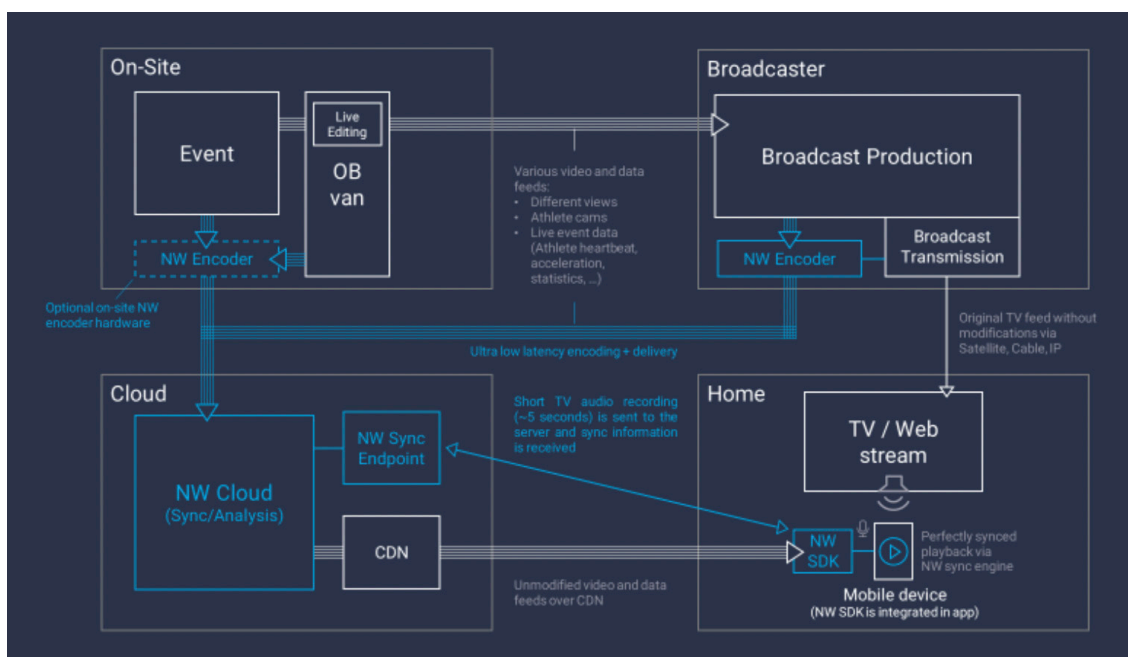 On-Site
Event
Live
Editing
OB
van
NW Encoder
Optional on-site NW
encoder hardware
Various video and data
feeds:
• Different views
• Athlete cams
• Live event data
(Athlete heartbeat,
acceleration,
statistics, ...)
Ultra low latency encoding + delivery
Broadcaster
Broadcast Production
NW Encoder
Broadcast
Transmission
Original TV feed without
modifications via
Satellite, Cable, IP
Cloud
NW Cloud
(Sync/Analysis)
NW Sync
Endpoint
CDN
Short TV audio recording
(~5 seconds) is sent to the
server and sync information
is received
Unmodified video and data
feeds over CDN
Home
TV / Web
stream
NW
SDK
Perfectly synced
playback via
NW sync engine
Mobile device
(NW SDK is integrated in app)